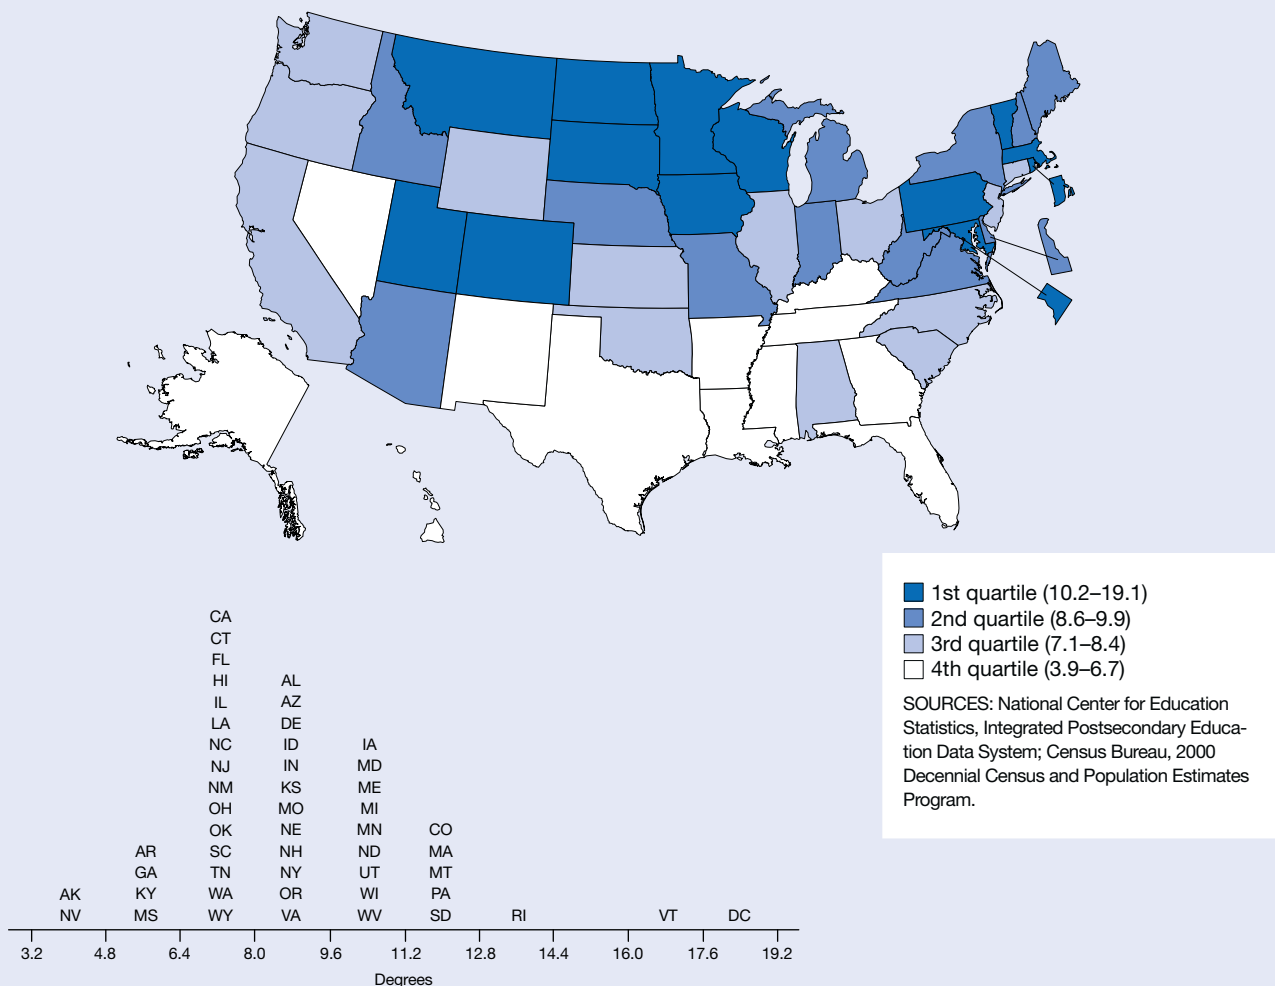 1st quartile (10.2–19.1)
2nd quartile (8.6–9.9)
3rd quartile (7.1–8.4)
4th quartile (3.9–6.7)
SOURCES: National Center for Education
Statistics, Integrated Postsecondary Educa-
tion Data System; Census Bureau, 2000
Decennial Census and Population Estimates
Program.
CA
CT
FL
HI AL
IL AZ
LA DE
NC ID IA
NJ IN MD
NM KS ME
OH MO MI
OK NE MN CO
AR SC NH ND MA
GA TN NY UT MT
AK KY WA OR WI PA
NV MS WY VA WV SD RI VT DC
3.2 4.8 6.4 8.0 9.6 11.2 12.8 14.4 16.0 17.6 19.2
Degrees